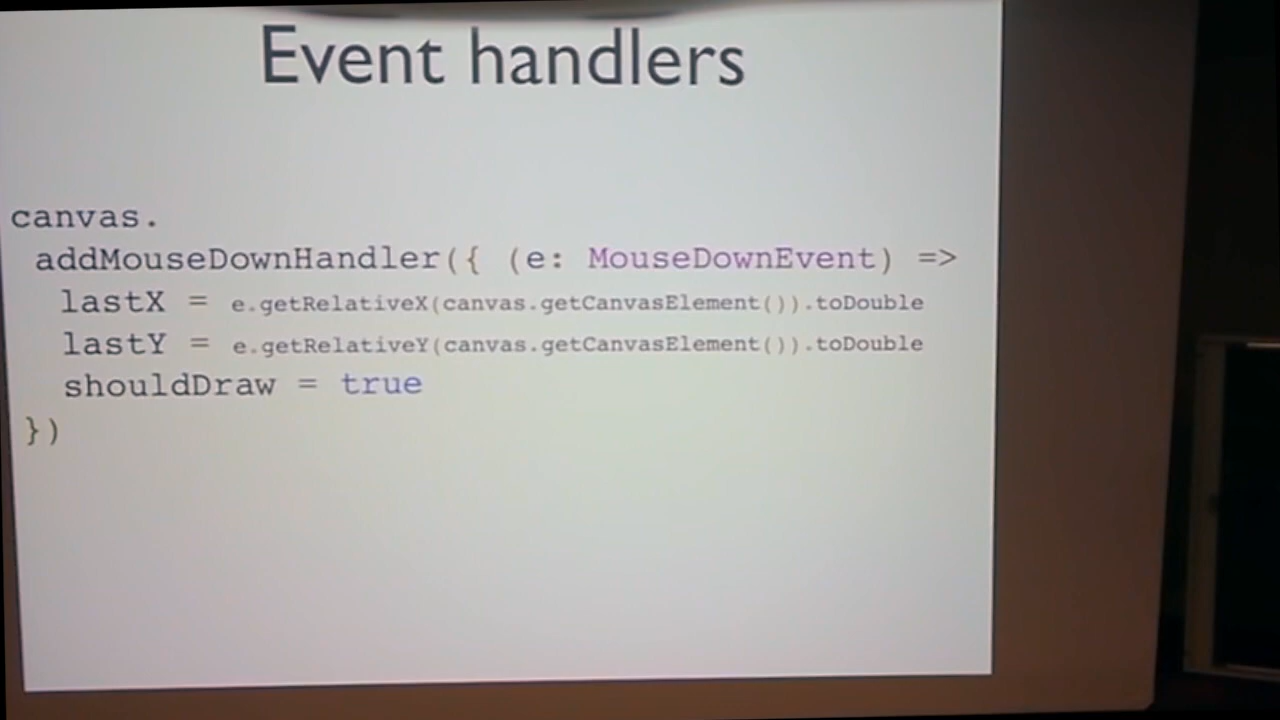 Event handlers
canvas.
addMouseDownHandler({ (e: MouseDownEvent) =>
lastX = e.getRelativeX(canvas.getCanvasElement()).toDouble
lastY = e.getRelativeY(canvas.getCanvasElement()).toDouble
shouldDraw = true
})